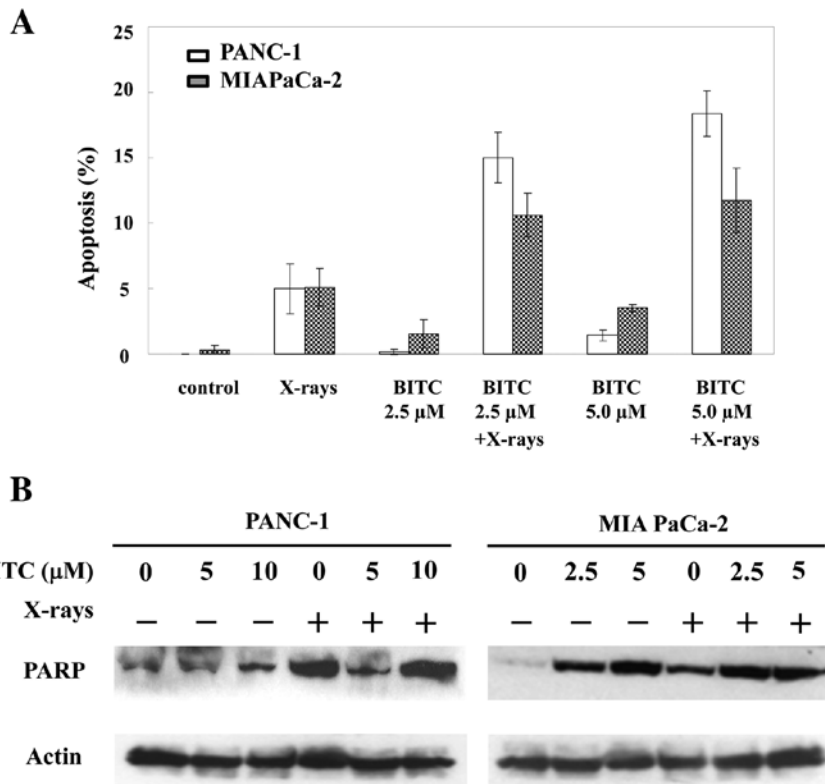 A
25
20
15
10
5
0
Apoptosis (%)
PANC-1
MIAPaCa-2
control X-rays BITC BITC BITC BITC
2.5 µM 2.5 µM 5.0 µM 5.0 µM
+X-rays +X-rays
B
PANC-1 MIA PaCa-2
ITC (µM) 0 5 10 0 5 10 0 2.5 5 0 2.5 5
X-rays − − − + + + − − − + + +
PARP
Actin